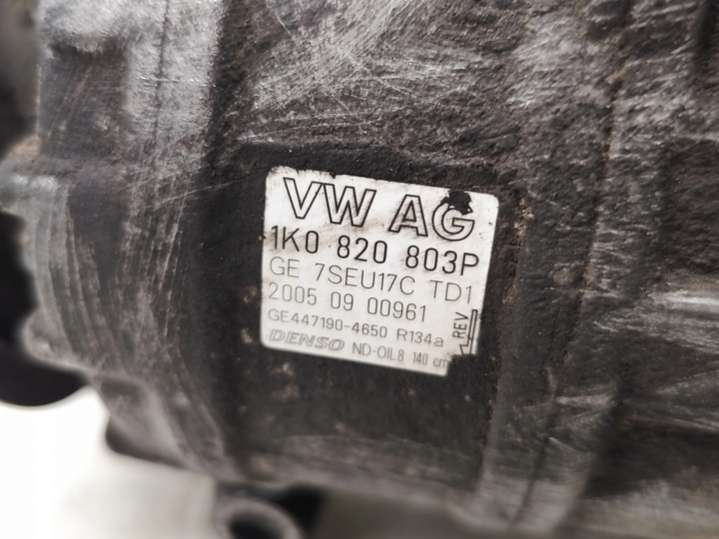 VW AG
1K0 820 803P
GE 7SEU17C TD1
2005 09 00961
GE447190-4650 R134a
DENSO ND-OIL8 140 cm
REV